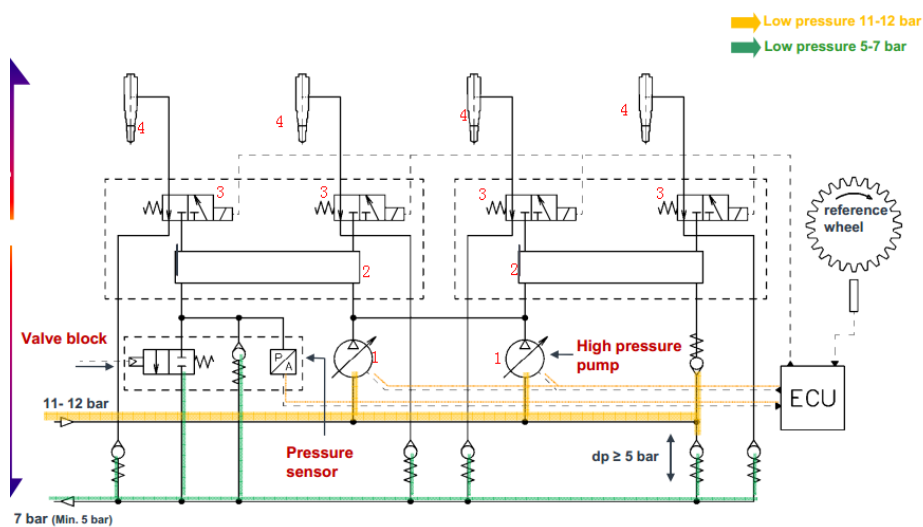 Low pressure 11-12 bar
Low pressure 5-7 bar
4
4
4
4
3
3
3
3
reference
wheel
2
2
Valve block
P
A
1
1
High pressure
pump
ECU
11- 12 bar
Pressure
sensor
dp ≥ 5 bar
7 bar (Min. 5 bar)